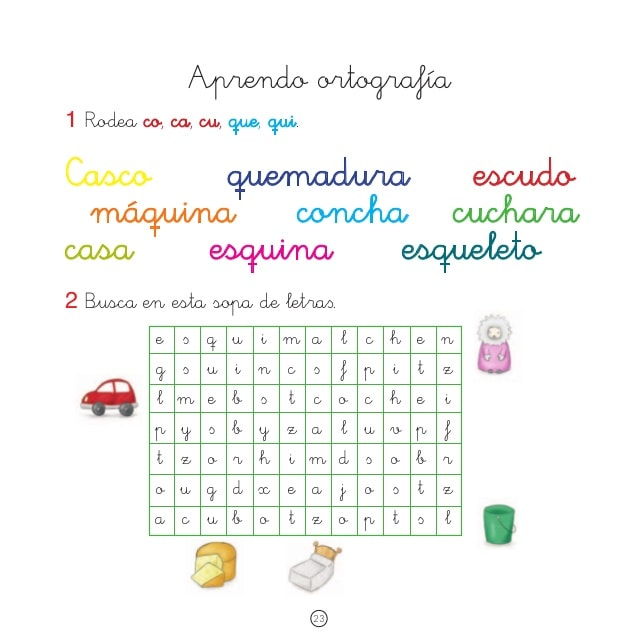 Aprendo ortografía
1 Rodea co, ca, cu, que, qui.
Casco quemadura escudo
máquina concha cuchara
casa esquina esqueleto
2 Busca en esta sopa de letras.
e s q u i m a l c h e n
g s u i n c s f p i t z
l m e b s t c o c h e i
p y s b y z a l u v p f
t z o r h i m d s o b r
o u g d x e a j o s t z
a c u b o t z o p t s l
23